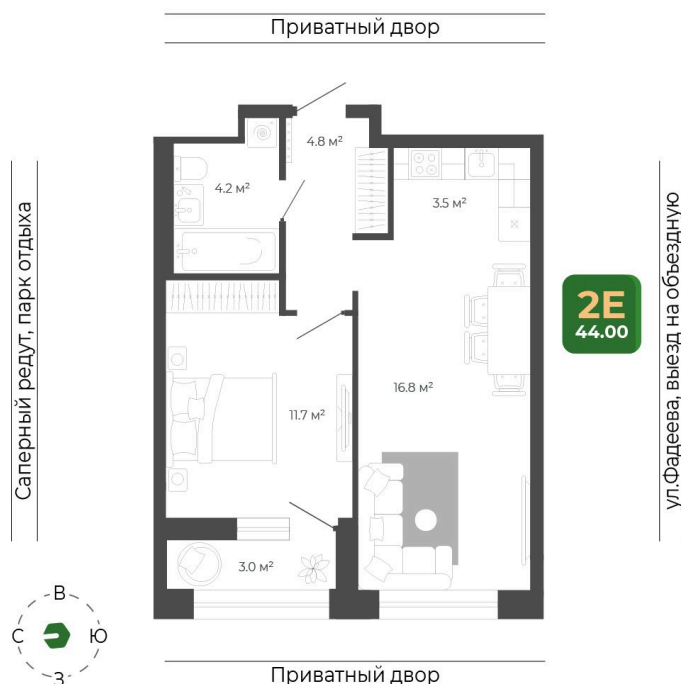 Приватный двор
4.8 м²
4.2 м²
3.5 м²
Саперный редут, парк отдыха
ул.Фадеева, выезд на объездную
2Е
44.00
16.8 м²
11.7 м²
3.0 м²
В
С
Ю
З
Приватный двор